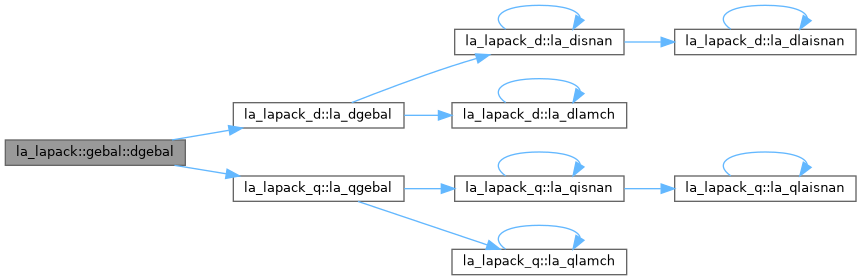 la_lapack_d::la_disnan
la_lapack_d::la_dlaisnan
la_lapack_d::la_dgebal
la_lapack_d::la_dlamch
la_lapack::gebal::dgebal
la_lapack_q::la_qgebal
la_lapack_q::la_qisnan
la_lapack_q::la_qlaisnan
la_lapack_q::la_qlamch